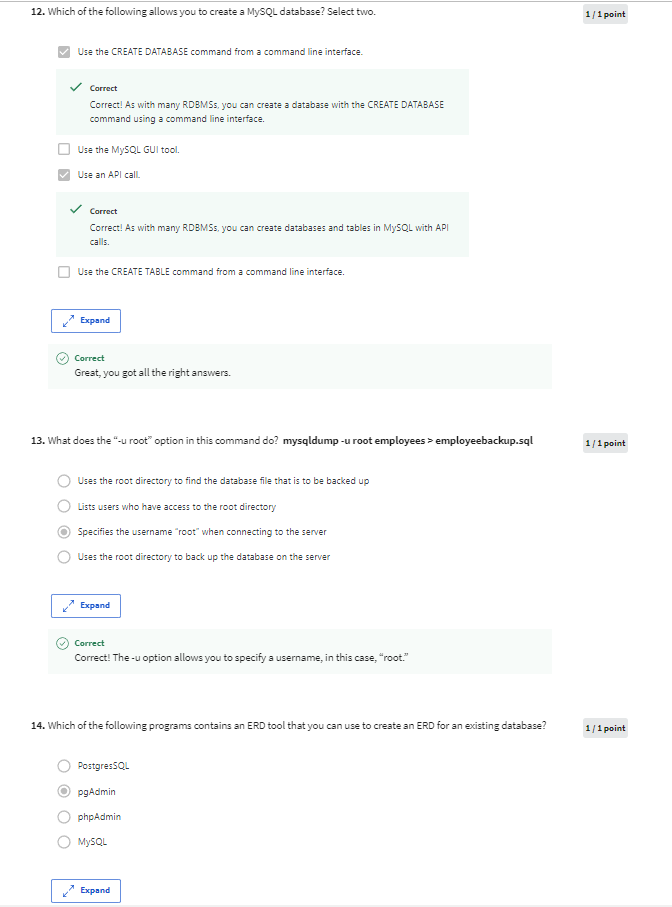 12. Which of the following allows you to create a MySQL database? Select two.
1 / 1 point
Use the CREATE DATABASE command from a command line interface.
Correct
Correct! As with many RDBMSs, you can create a database with the CREATE DATABASE
command using a command line interface.
Use the MySQL GUI tool.
Use an API call.
Correct
Correct! As with many RDBMSs, you can create databases and tables in MySQL with API
calls.
Use the CREATE TABLE command from a command line interface.
Expand
Correct
Great, you got all the right answers.
13. What does the "-u root" option in this command do? mysqldump -u root employees > employeebackup.sql
1 / 1 point
Uses the root directory to find the database file that is to be backed up
Lists users who have access to the root directory
Specifies the username "root" when connecting to the server
Uses the root directory to back up the database on the server
Expand
Correct
Correct! The -u option allows you to specify a username, in this case, "root."
14. Which of the following programs contains an ERD tool that you can use to create an ERD for an existing database?
1 / 1 point
PostgresSQL
pgAdmin
phpAdmin
MySQL
Expand